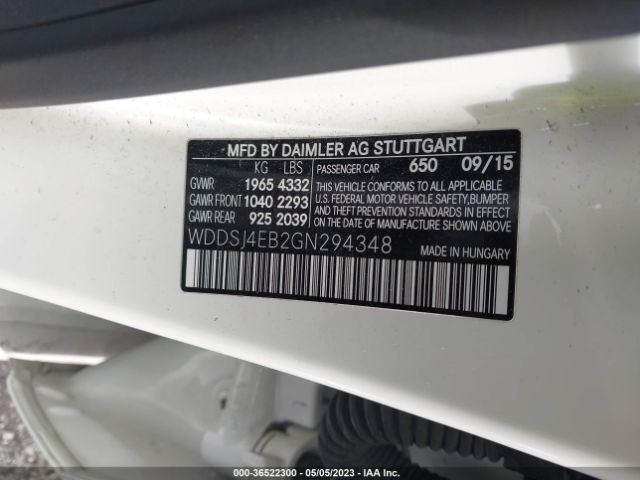 MFD BY DAIMLER AG STUTTGART
KG LBS PASSENGER CAR 650 09/15
GVWR 1965 4332 THIS VEHICLE CONFORMS TO ALL APPLICABLE
GAWR FRONT 1040 2293 U.S. FEDERAL MOTOR VEHICLE SAFETY,BUMPER
GAWR REAR 925 2039 AND THEFT PREVENTION STANDARDS IN EFFECT
ON THE DATE OF MANUFACTURE SHOWN ABOVE
WDDSJ4EB2GN294348 MADE IN HUNGARY
000-36522300 - 05/05/2023 - IAA Inc.